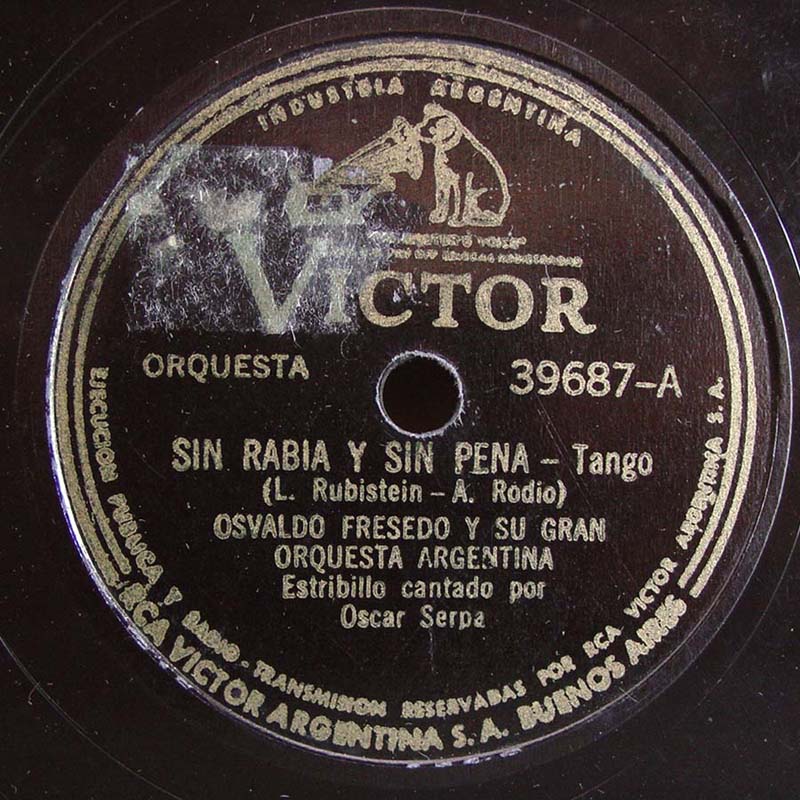 INDUSTRIA ARGENTINA
VICTOR
ORQUESTA
39687-A
SIN RABIA Y SIN PENA - Tango
(L. Rubistein - A. Rodio)
OSVALDO FRESEDO Y SU GRAN
ORQUESTA ARGENTINA
Estribillo cantado por
Oscar Serpa
EJECUCION PUBLICA Y RADIO-TRANSMISION RESERVADAS POR RCA VICTOR ARGENTINA S.A.
RCA VICTOR ARGENTINA S.A. BUENOS AIRES